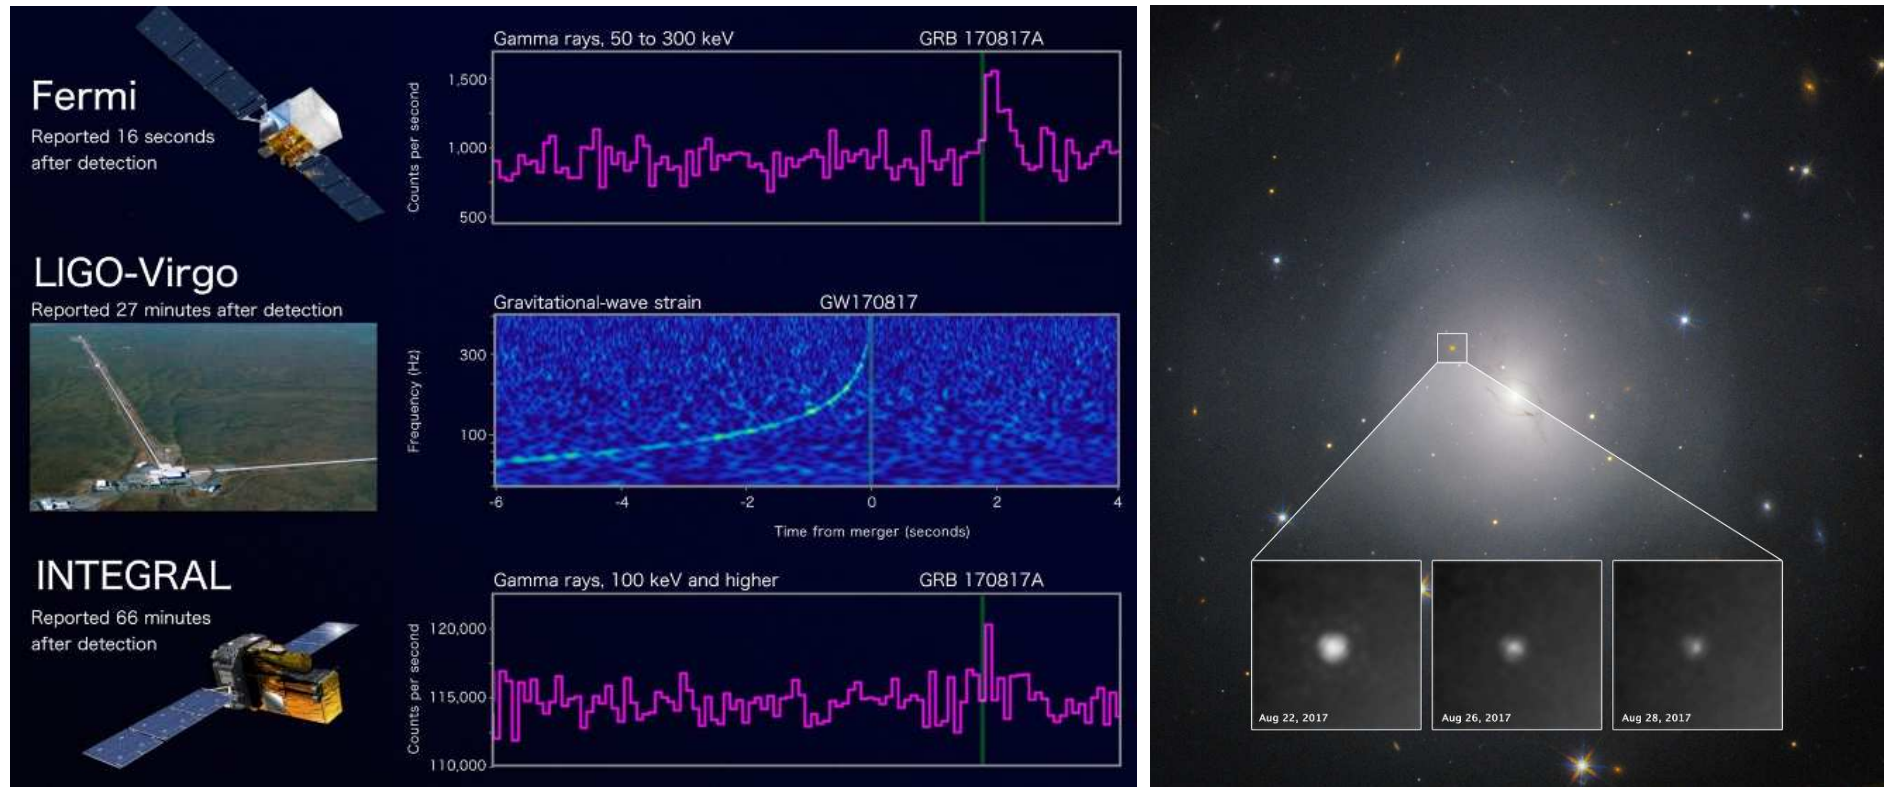 Fermi
Reported 16 seconds
after detection
Gamma rays, 50 to 300 keV
GRB 170817A
Counts per second
1,500
1,000
500
LIGO-Virgo
Reported 27 minutes after detection
Gravitational-wave strain
GW170817
Frequency (Hz)
300
100
-6
-4
-2
0
2
4
Time from merger (seconds)
INTEGRAL
Reported 66 minutes
after detection
Gamma rays, 100 keV and higher
GRB 170817A
Counts per second
120,000
115,000
110,000
Aug 22, 2017
Aug 26, 2017
Aug 28, 2017